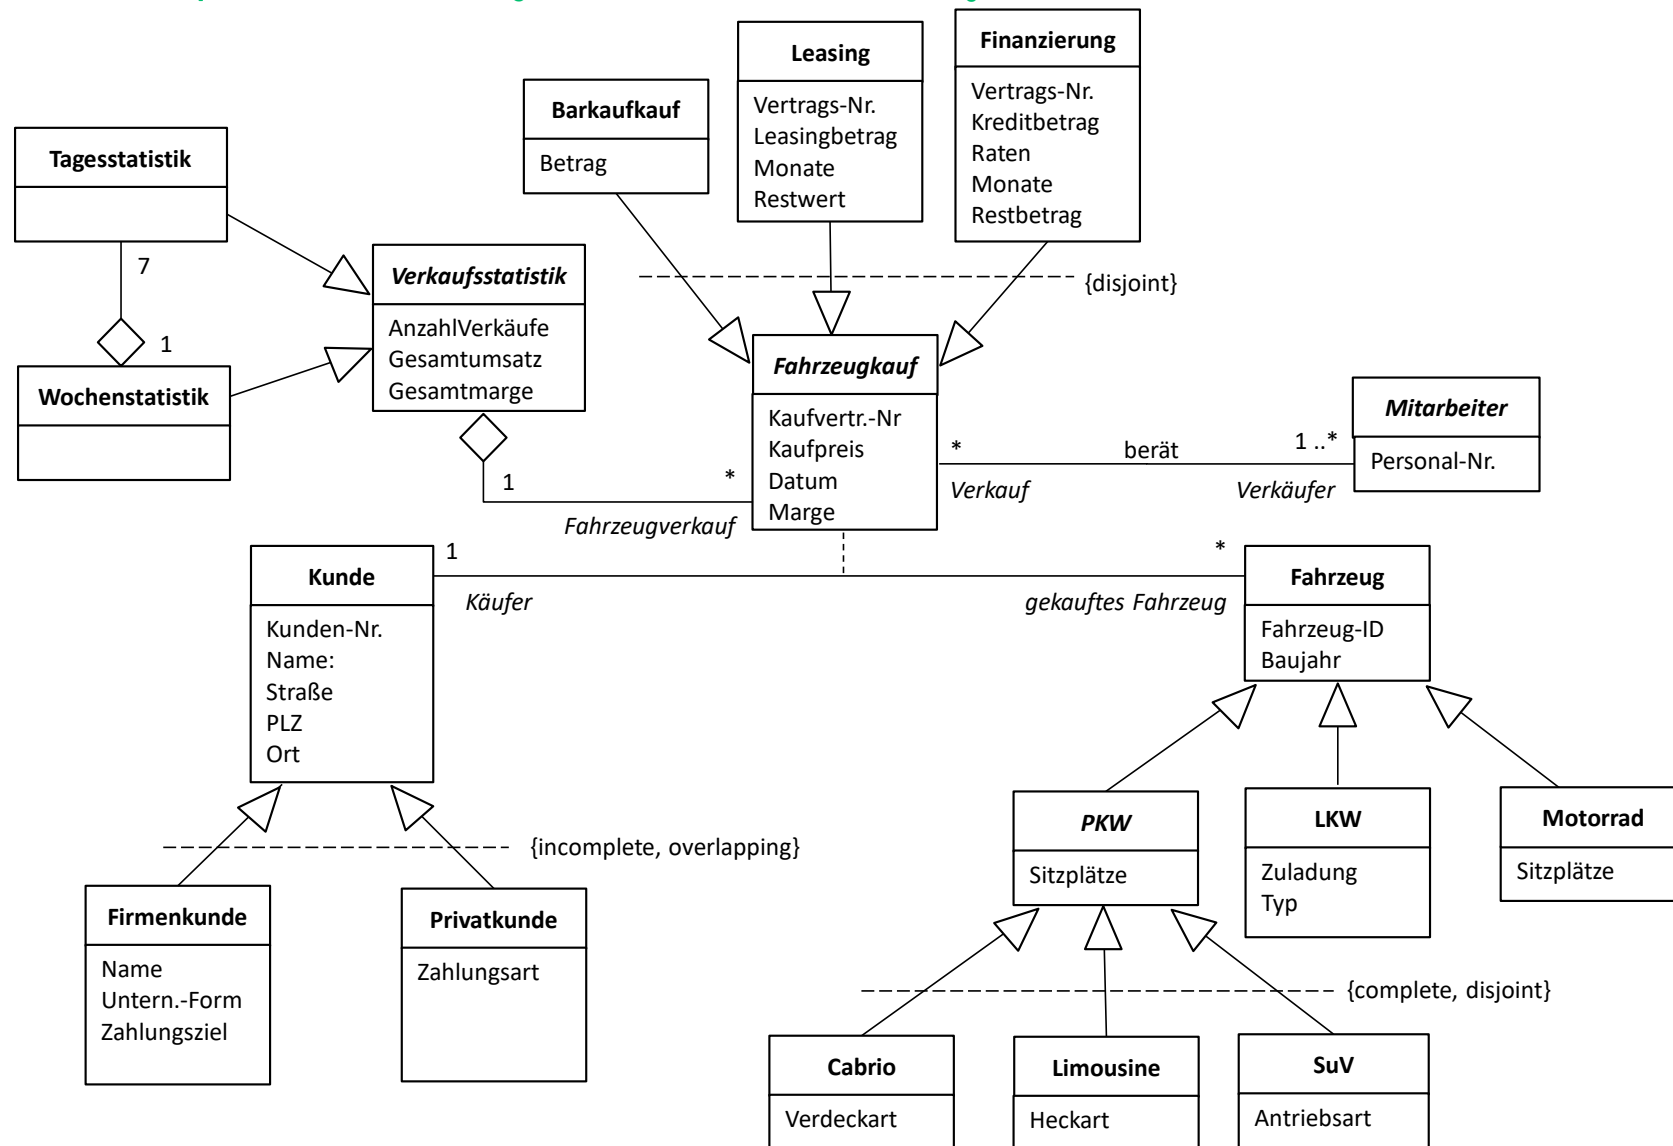 Leasing
Vertrags-Nr.
Leasingbetrag
Monate
Restwert
Finanzierung
Vertrags-Nr.
Kreditbetrag
Raten
Monate
Restbetrag
Barkaufkauf
Betrag
Tagesstatistik
7
1
Wochenstatistik
Verkaufsstatistik
AnzahlVerkäufe
Gesamtumsatz
Gesamtmarge
{disjoint}
Fahrzeugkauf
Kaufvertr.-Nr
Kaufpreis
Datum
Marge
1
*
Fahrzeugverkauf
*
berät
1 ..*
Verkauf
Verkäufer
Mitarbeiter
Personal-Nr.
Kunde
Kunden-Nr.
Name:
Straße
PLZ
Ort
1
*
Käufer
gekauftes Fahrzeug
Fahrzeug
Fahrzeug-ID
Baujahr
{incomplete, overlapping}
Firmenkunde
Name
Untern.-Form
Zahlungsziel
Privatkunde
Zahlungsart
PKW
Sitzplätze
LKW
Zuladung
Typ
Motorrad
Sitzplätze
{complete, disjoint}
Cabrio
Verdeckart
Limousine
Heckart
SuV
Antriebsart